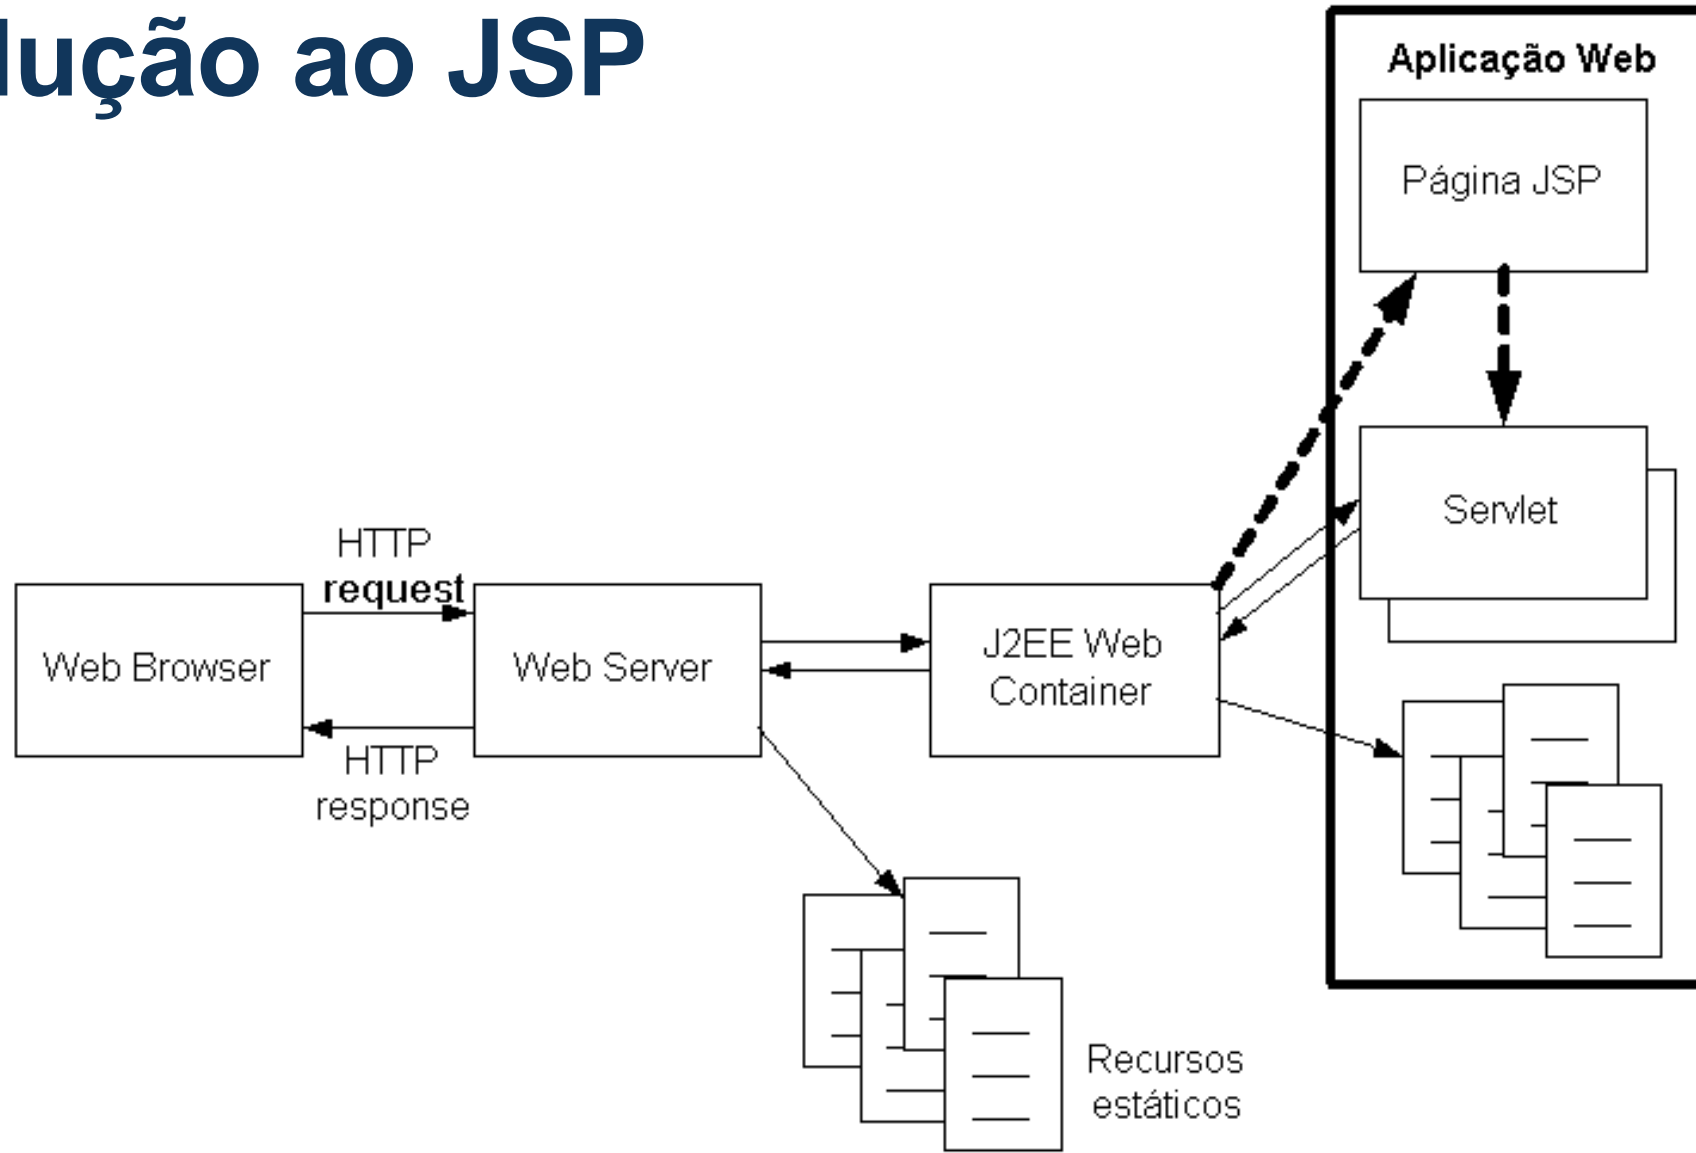 lução ao JSP
Aplicação Web
Página JSP
Servlet
HTTP
request
Web Browser
Web Server
J2EE Web
Container
HTTP
response
Recursos
estáticos